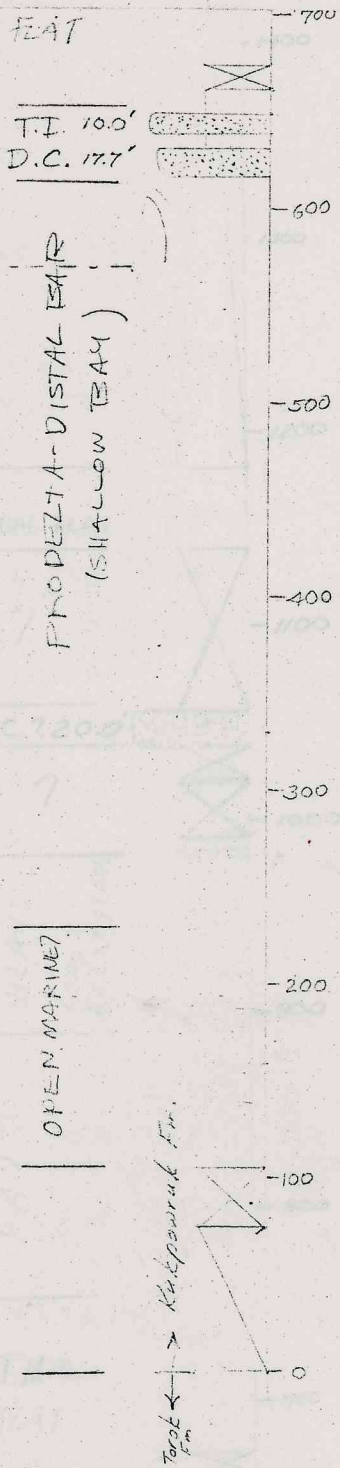 FLAT
700
T.I. 10.0'
D.C. 17.7'
600
PRODELTA-DISTAL BAR
(SHALLOW BAY)
500
400
300
OPEN MARINE?
200
100
Kukpowruk Fm.
Torok
Fm
0